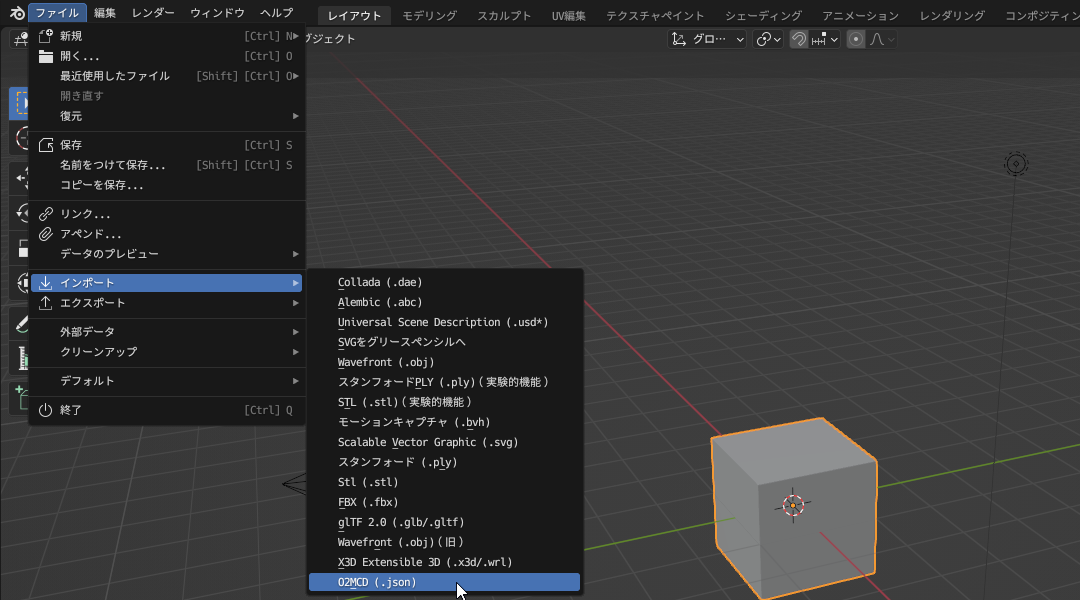 ファイル 編集 レンダー ウィンドウ ヘルプ レイアウト モデリング スカルプト UV編集 テクスチャペイント シェーディング アニメーション レンダリング コンポジティン
ブジェクト グロ…
新規 [Ctrl] N
開く... [Ctrl] O
最近使用したファイル [Shift] [Ctrl] O
開き直す
復元
保存 [Ctrl] S
名前をつけて保存... [Shift] [Ctrl] S
コピーを保存...
リンク...
アペンド...
データのプレビュー
インポート
エクスポート
外部データ
クリーンアップ
デフォルト
終了 [Ctrl] Q
Collada (.dae)
Alembic (.abc)
Universal Scene Description (.usd*)
SVGをグリースペンシルへ
Wavefront (.obj)
スタンフォードPLY (.ply)(実験的機能)
STL (.stl)(実験的機能)
モーションキャプチャ (.bvh)
Scalable Vector Graphic (.svg)
スタンフォード (.ply)
Stl (.stl)
FBX (.fbx)
glTF 2.0 (.glb/.gltf)
Wavefront (.obj)(旧)
X3D Extensible 3D (.x3d/.wrl)
O2MCD (.json)